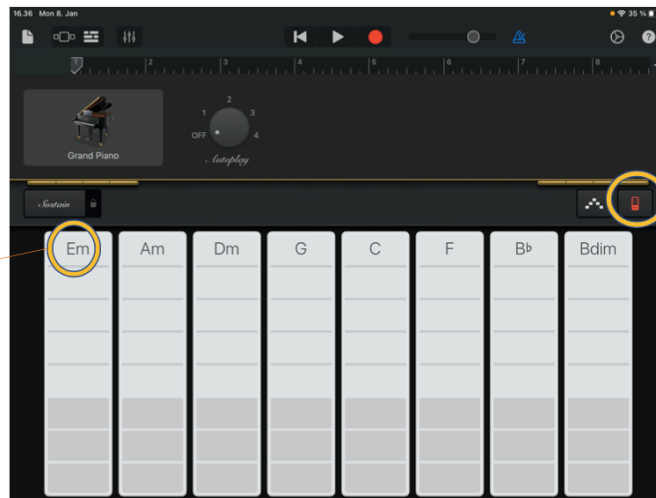 16.36 Mon 8. Jan
35 %
1 2 3 4 5 6 7 8
2
1 3
OFF 4
Grand Piano
Autoplay
Sustain
Em Am Dm G C F B♭ Bdim